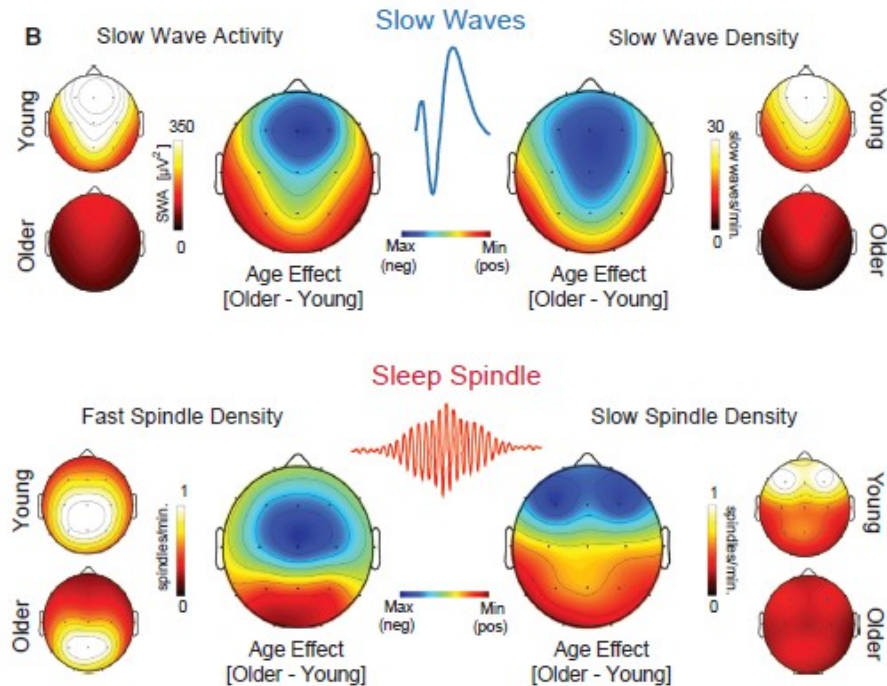 B
Slow Waves
Slow Wave Activity
Slow Wave Density
Young
350
SWA [µV²]
0
Older
Age Effect
[Older - Young]
Max
(neg)
Min
(pos)
Age Effect
[Older - Young]
30
slow waves/min.
0
Young
Older
Sleep Spindle
Fast Spindle Density
Slow Spindle Density
Young
1
spindles/min.
0
Older
Age Effect
[Older - Young]
Max
(neg)
Min
(pos)
Age Effect
[Older - Young]
1
spindles/min.
0
Young
Older